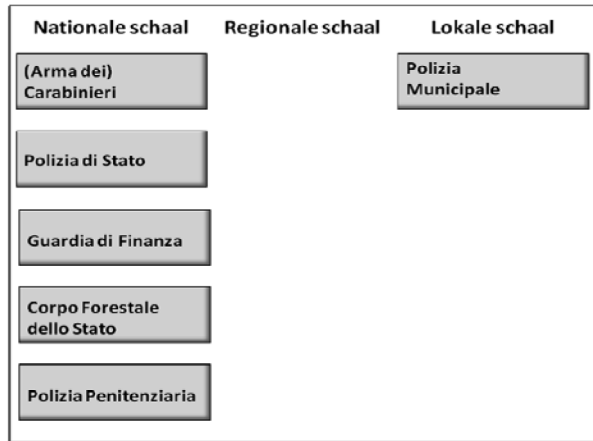 Nationale schaal Regionale schaal Lokale schaal
(Arma dei)
Carabinieri
Polizia
Municipale
Polizia di Stato
Guardia di Finanza
Corpo Forestale
dello Stato
Polizia Penitenziaria